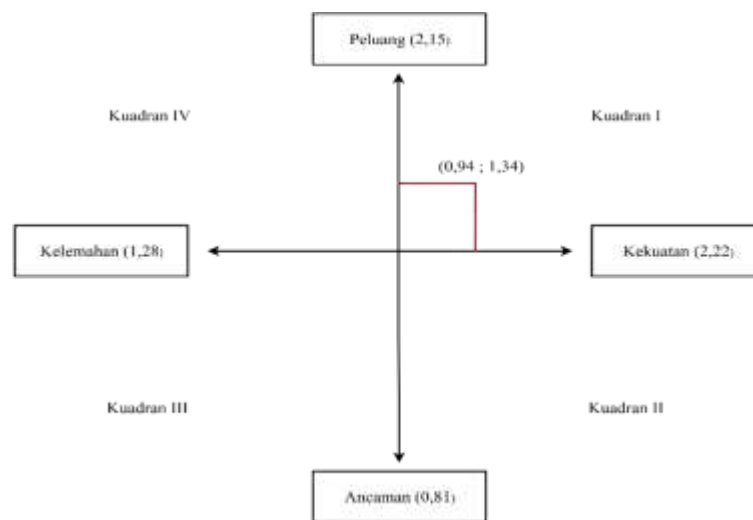 Peluang (2,15)
Kuadran IV
Kuadran I
(0,94 ; 1,34)
Kelemahan (1,28)
Kekuatan (2,22)
Kuadran III
Kuadran II
Ancaman (0,81)